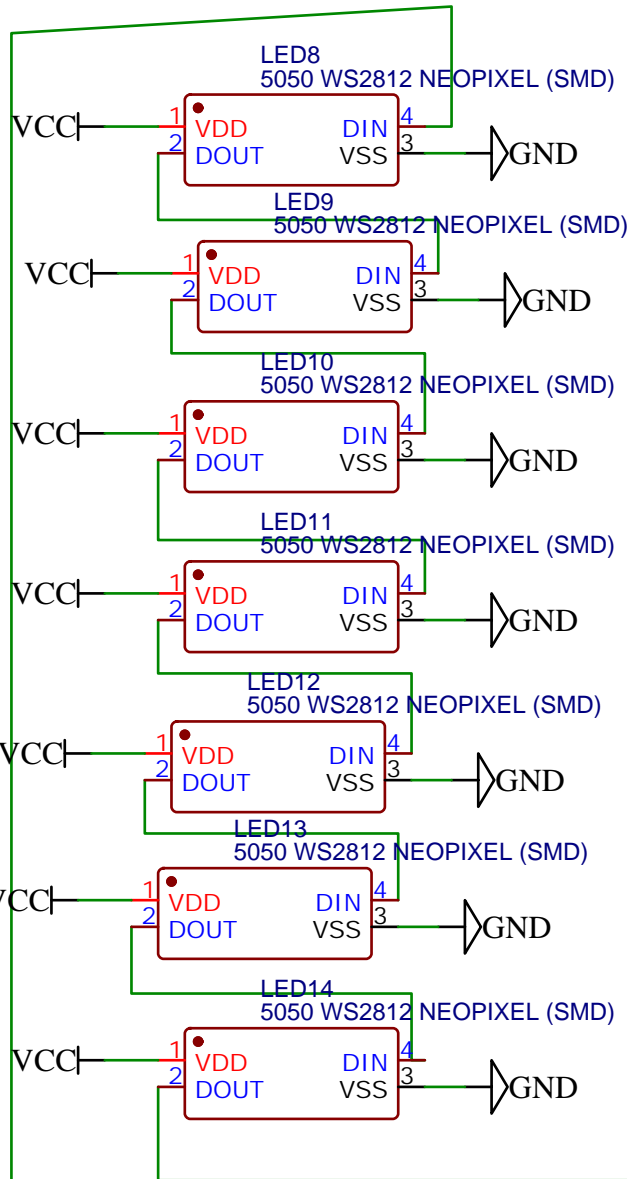 LED8
5050 WS2812 NEOPIXEL (SMD)
VCC 1 VDD DIN 4
2 DOUT VSS 3 GND
LED9
5050 WS2812 NEOPIXEL (SMD)
VCC 1 VDD DIN 4
2 DOUT VSS 3 GND
LED10
5050 WS2812 NEOPIXEL (SMD)
VCC 1 VDD DIN 4
2 DOUT VSS 3 GND
LED11
5050 WS2812 NEOPIXEL (SMD)
VCC 1 VDD DIN 4
2 DOUT VSS 3 GND
LED12
5050 WS2812 NEOPIXEL (SMD)
VCC 1 VDD DIN 4
2 DOUT VSS 3 GND
LED13
5050 WS2812 NEOPIXEL (SMD)
VCC 1 VDD DIN 4
2 DOUT VSS 3 GND
LED14
5050 WS2812 NEOPIXEL (SMD)
VCC 1 VDD DIN 4
2 DOUT VSS 3 GND